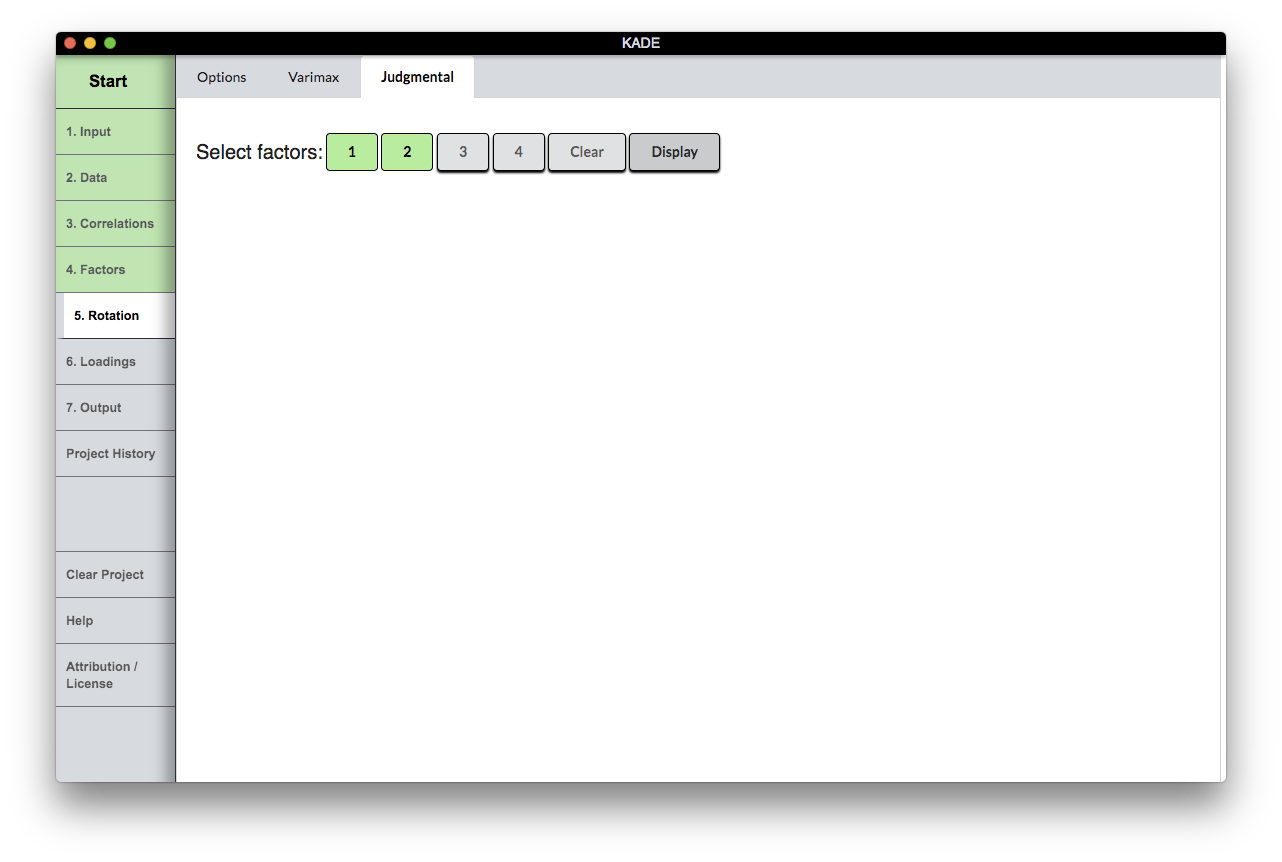 KADE
Start
1. Input
2. Data
3. Correlations
4. Factors
5. Rotation
6. Loadings
7. Output
Project History
Clear Project
Help
Attribution /
License
Options Varimax Judgmental
Select factors: 1 2 3 4 Clear Display